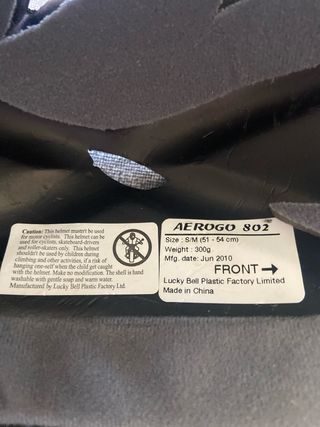 Caution: This helmet mustn't be used
for motor cyclists. This helmet can be
used for cyclists, skateboard-drivers
and roller-skaters only. This helmet
shouldn't be used by children during
climbing and other activities, if a risk of
hanging one-self when the child get caught
with the helmet. Make no modification. The shell is hand
washable with gentle soap and warm water.
Manufactured by Lucky Bell Plastic Factory Ltd.
AEROGO 802
Size : S/M (51 - 54 cm)
Weight : 300g
Mfg. date: Jun 2010
FRONT→
Lucky Bell Plastic Factory Limited
Made in China